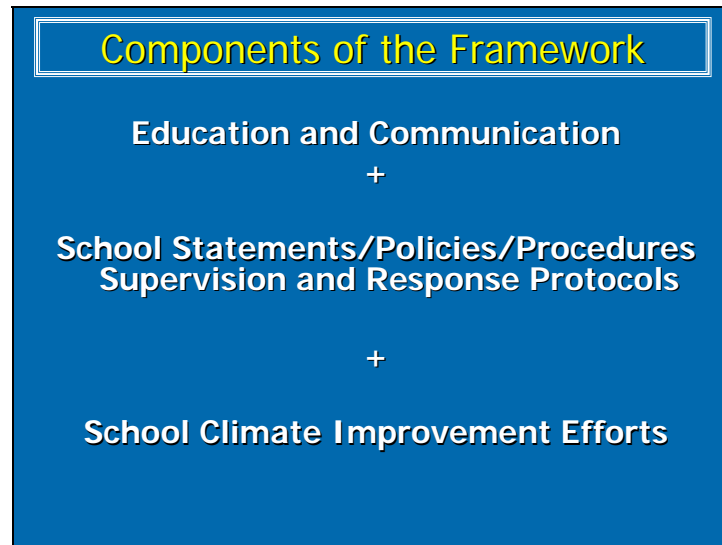 Components of the Framework
Education and Communication
+
School Statements/Policies/Procedures
Supervision and Response Protocols
+
School Climate Improvement Efforts